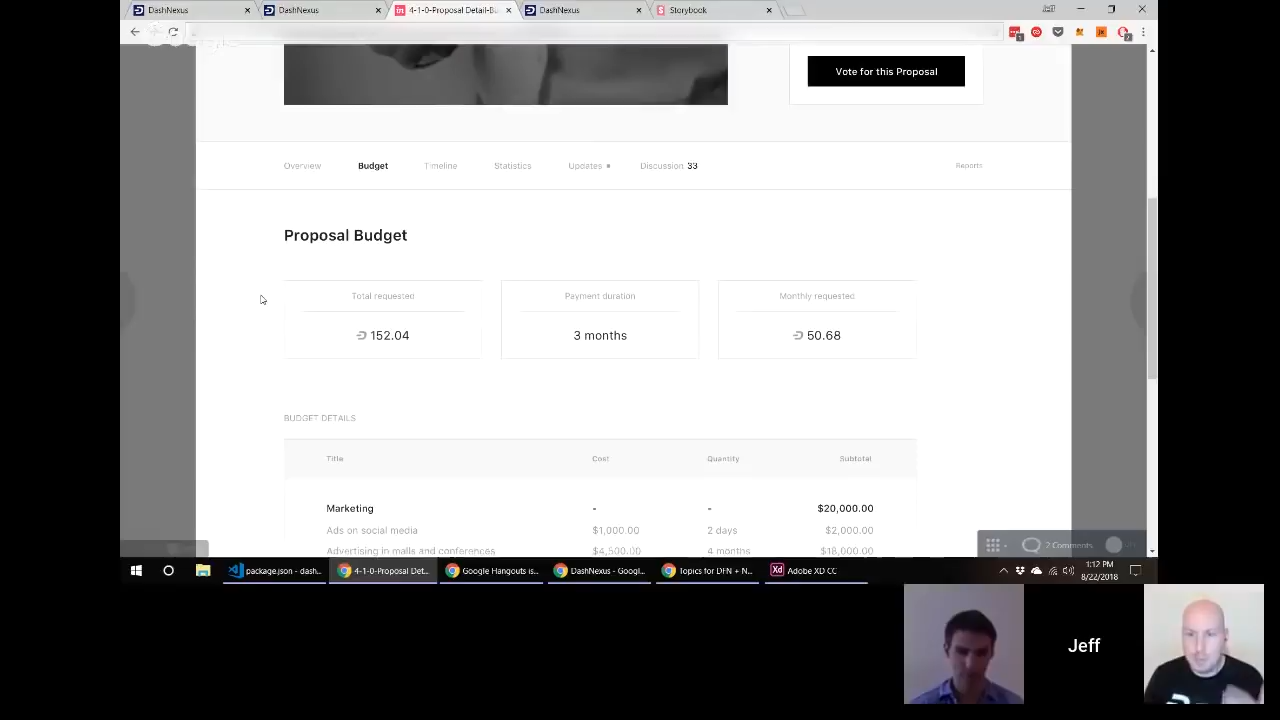 DashNexus
DashNexus
4-1-0-Proposal Detail-Bu
DashNexus
Storybook
Vote for this Proposal
Overview
Budget
Timeline
Statistics
Updates
Discussion 33
Reports
Proposal Budget
Total requested
Payment duration
Monthly requested
152.04
3 months
50.68
BUDGET DETAILS
Title Cost Quantity Subtotal
Marketing - - $20,000.00
Ads on social media $1,000.00 2 days $2,000.00
Advertising in malls and conferences $4,500.00 4 months $18,000.00
2 Comments
package.json - dash...
4-1-0-Proposal Det...
Google Hangouts is...
DashNexus - Googl...
Topics for DFN + N...
Xd Adobe XD CC
1:12 PM
8/22/2018
Jeff